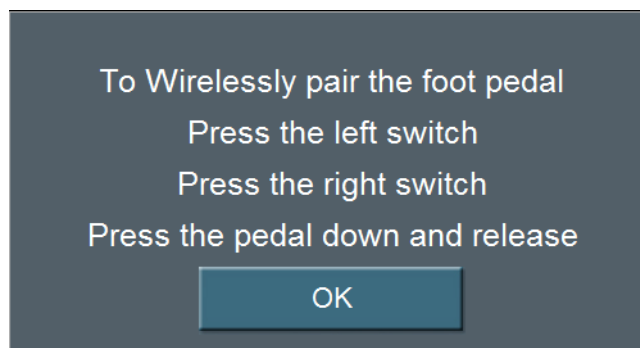 To Wirelessly pair the foot pedal
Press the left switch
Press the right switch
Press the pedal down and release
OK